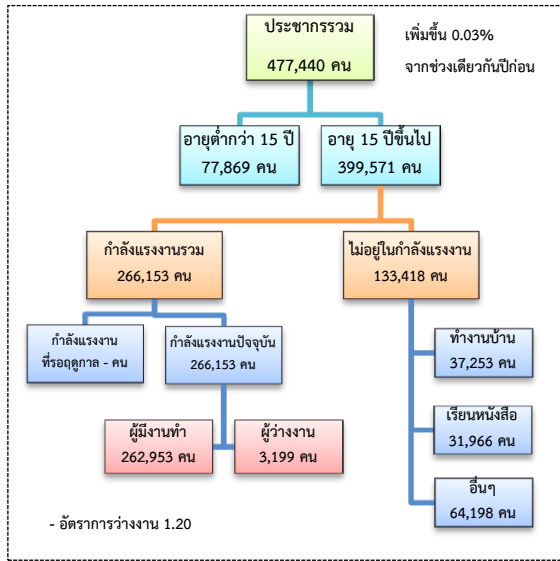 ประชากรรวม
477,440 คน
เพิ่มขึ้น 0.03%
จากช่วงเดียวกันปีก่อน
อายุต่ำกว่า 15 ปี
77,869 คน
อายุ 15 ปีขึ้นไป
399,571 คน
กำลังแรงงานรวม
266,153 คน
ไม่อยู่ในกำลังแรงงาน
133,418 คน
กำลังแรงงาน
ที่รอฤดูกาล - คน
กำลังแรงงานปัจจุบัน
266,153 คน
ทำงานบ้าน
37,253 คน
ผู้มีงานทำ
262,953 คน
ผู้ว่างงาน
3,199 คน
เรียนหนังสือ
31,966 คน
อื่นๆ
64,198 คน
- อัตราการว่างงาน 1.20